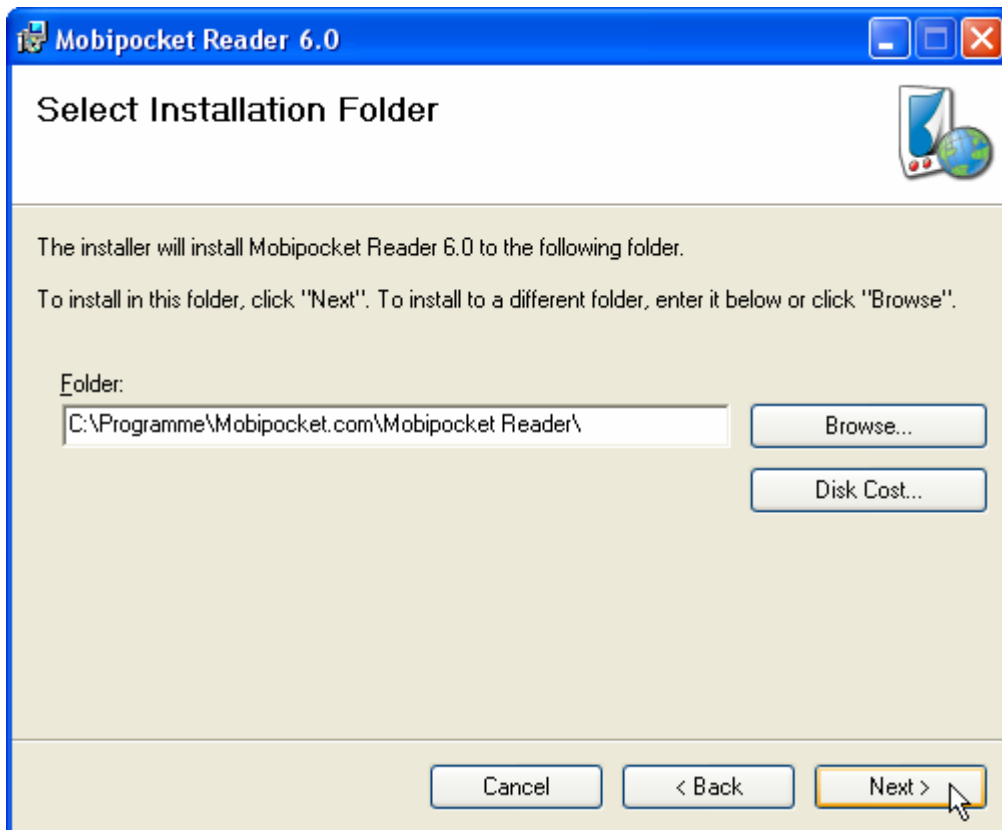 Mobipocket Reader 6.0
Select Installation Folder
The installer will install Mobipocket Reader 6.0 to the following folder.
To install in this folder, click "Next". To install to a different folder, enter it below or click "Browse".
Folder:
C:\Programme\Mobipocket.com\Mobipocket Reader\
Browse...
Disk Cost...
Cancel
< Back
Next >